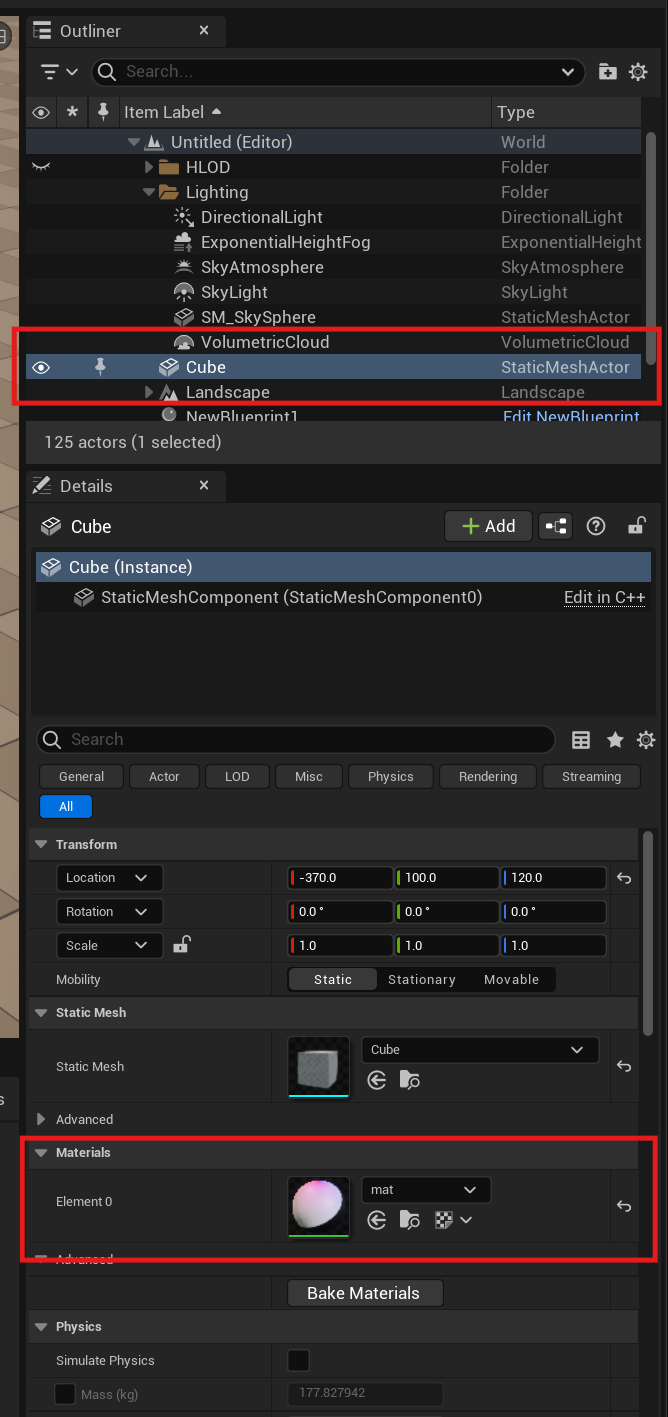 Outliner
Search...
Item Label Type
Untitled (Editor) World
HLOD Folder
Lighting Folder
DirectionalLight DirectionalLight
ExponentialHeightFog ExponentialHeight
SkyAtmosphere SkyAtmosphere
SkyLight SkyLight
SM_SkySphere StaticMeshActor
VolumetricCloud VolumetricCloud
Cube StaticMeshActor
Landscape Landscape
NewBlueprint1 Edit NewBlueprint
125 actors (1 selected)
Details
Cube Add
Cube (Instance)
StaticMeshComponent (StaticMeshComponent0) Edit in C++
Search
General Actor LOD Misc Physics Rendering Streaming
All
Transform
Location -370.0 100.0 120.0
Rotation 0.0 ° 0.0 ° 0.0 °
Scale 1.0 1.0 1.0
Mobility Static Stationary Movable
Static Mesh
Static Mesh Cube
s
Advanced
Materials
Element 0 mat
Advanced
Bake Materials
Physics
Simulate Physics
Mass (kg) 177.827942